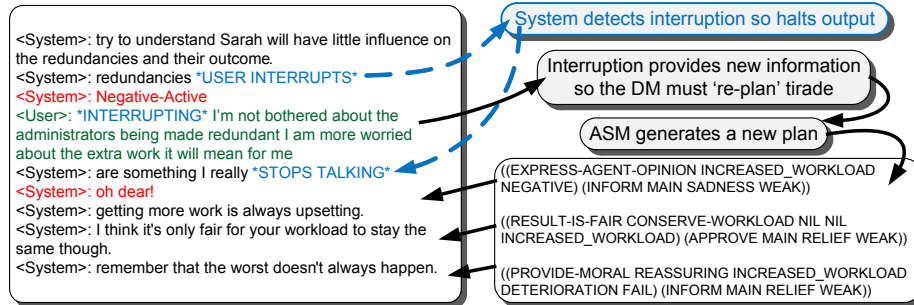 <System>: try to understand Sarah will have little influence on
the redundancies and their outcome.
<System>: redundancies *USER INTERRUPTS*
<System>: Negative-Active
<User>: *INTERRUPTING* I'm not bothered about the
administrators being made redundant I am more worried
about the extra work it will mean for me
<System>: are something I really *STOPS TALKING*
<System>: oh dear!
<System>: getting more work is always upsetting.
<System>: I think it's only fair for your workload to stay the
same though.
<System>: remember that the worst doesn't always happen.
System detects interruption so halts output
Interruption provides new information
so the DM must 're-plan' tirade
ASM generates a new plan
((EXPRESS-AGENT-OPINION INCREASED_WORKLOAD
NEGATIVE) (INFORM MAIN SADNESS WEAK))
((RESULT-IS-FAIR CONSERVE-WORKLOAD NIL NIL
INCREASED_WORKLOAD) (APPROVE MAIN RELIEF WEAK))
((PROVIDE-MORAL REASSURING INCREASED_WORKLOAD
DETERIORATION FAIL) (INFORM MAIN RELIEF WEAK))